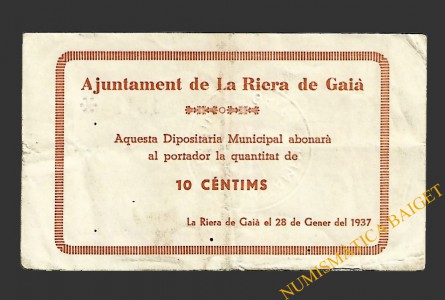 Ajuntament de La Riera de Gaià
Aquesta Dipositaria Municipal abonarà
al portador la quantitat de
10 CÉNTIMS
La Riera de Gaià el 28 de Gener del 1937
NUMISMÀTICA BAIGET